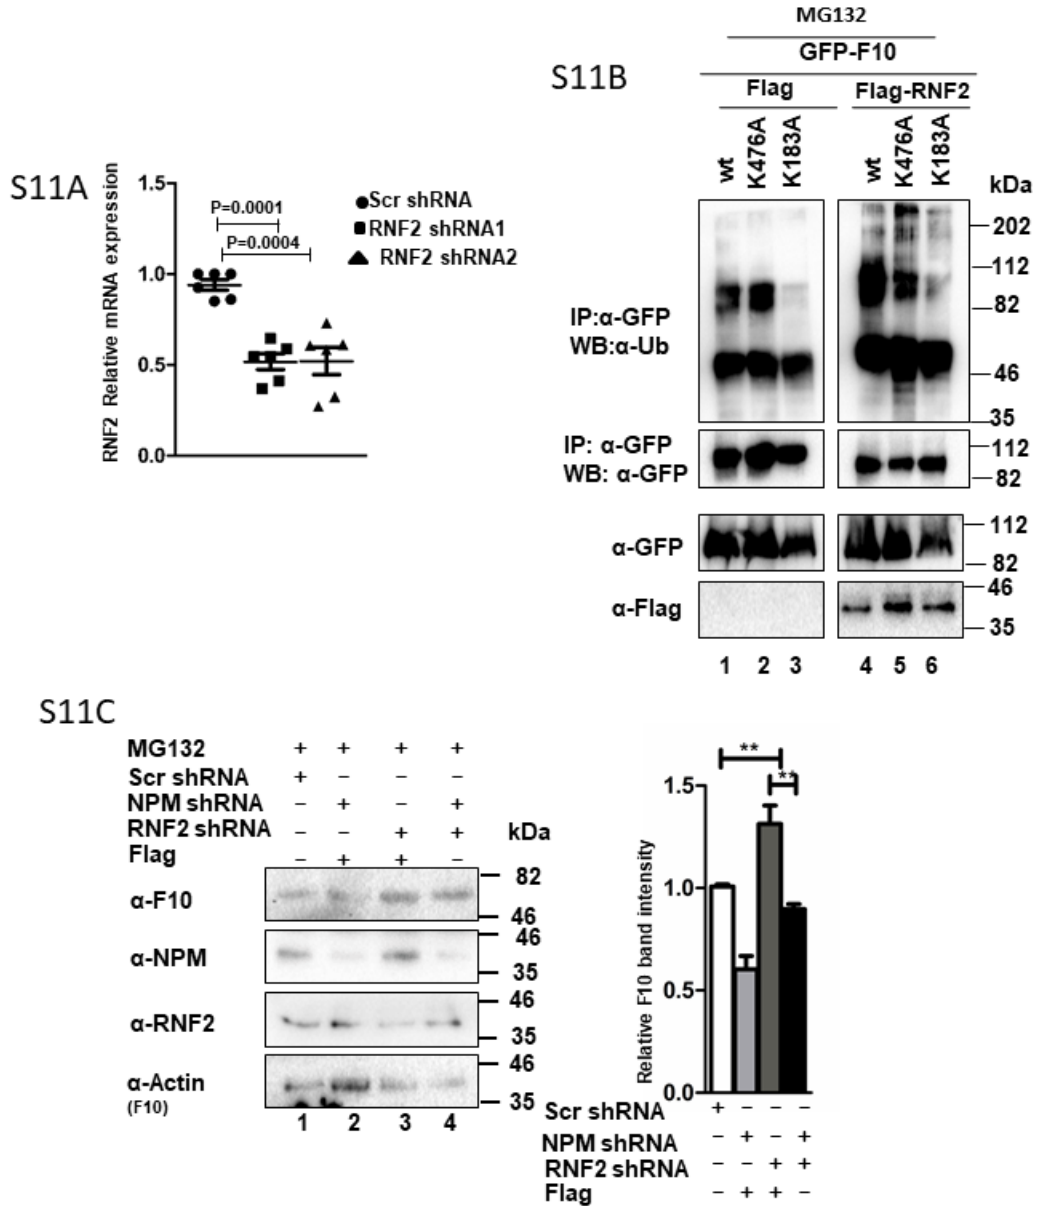 S11A
RNF2 Relative mRNA expression
1.5
1.0
0.5
0.0
P=0.0001
P=0.0004
Scr shRNA
RNF2 shRNA1
RNF2 shRNA2
S11B
MG132
GFP-F10
Flag
Flag-RNF2
wt
K476A
K183A
wt
K476A
K183A
kDa
IP:α-GFP
WB:α-Ub
202
112
82
46
35
IP: α-GFP
WB: α-GFP
112
82
α-GFP
112
82
α-Flag
46
35
1 2 3 4 5 6
S11C
MG132 + + + +
Scr shRNA + − − −
NPM shRNA − + − +
RNF2 shRNA − − + +
kDa
Flag − + + −
α-F10
82
46
α-NPM
46
35
α-RNF2
46
35
α-Actin
(F10)
46
35
1 2 3 4
Relative F10 band intensity
1.5
1.0
0.5
0.0
**
**
Scr shRNA + − − −
NPM shRNA − + − +
RNF2 shRNA − − + +
Flag − + + −